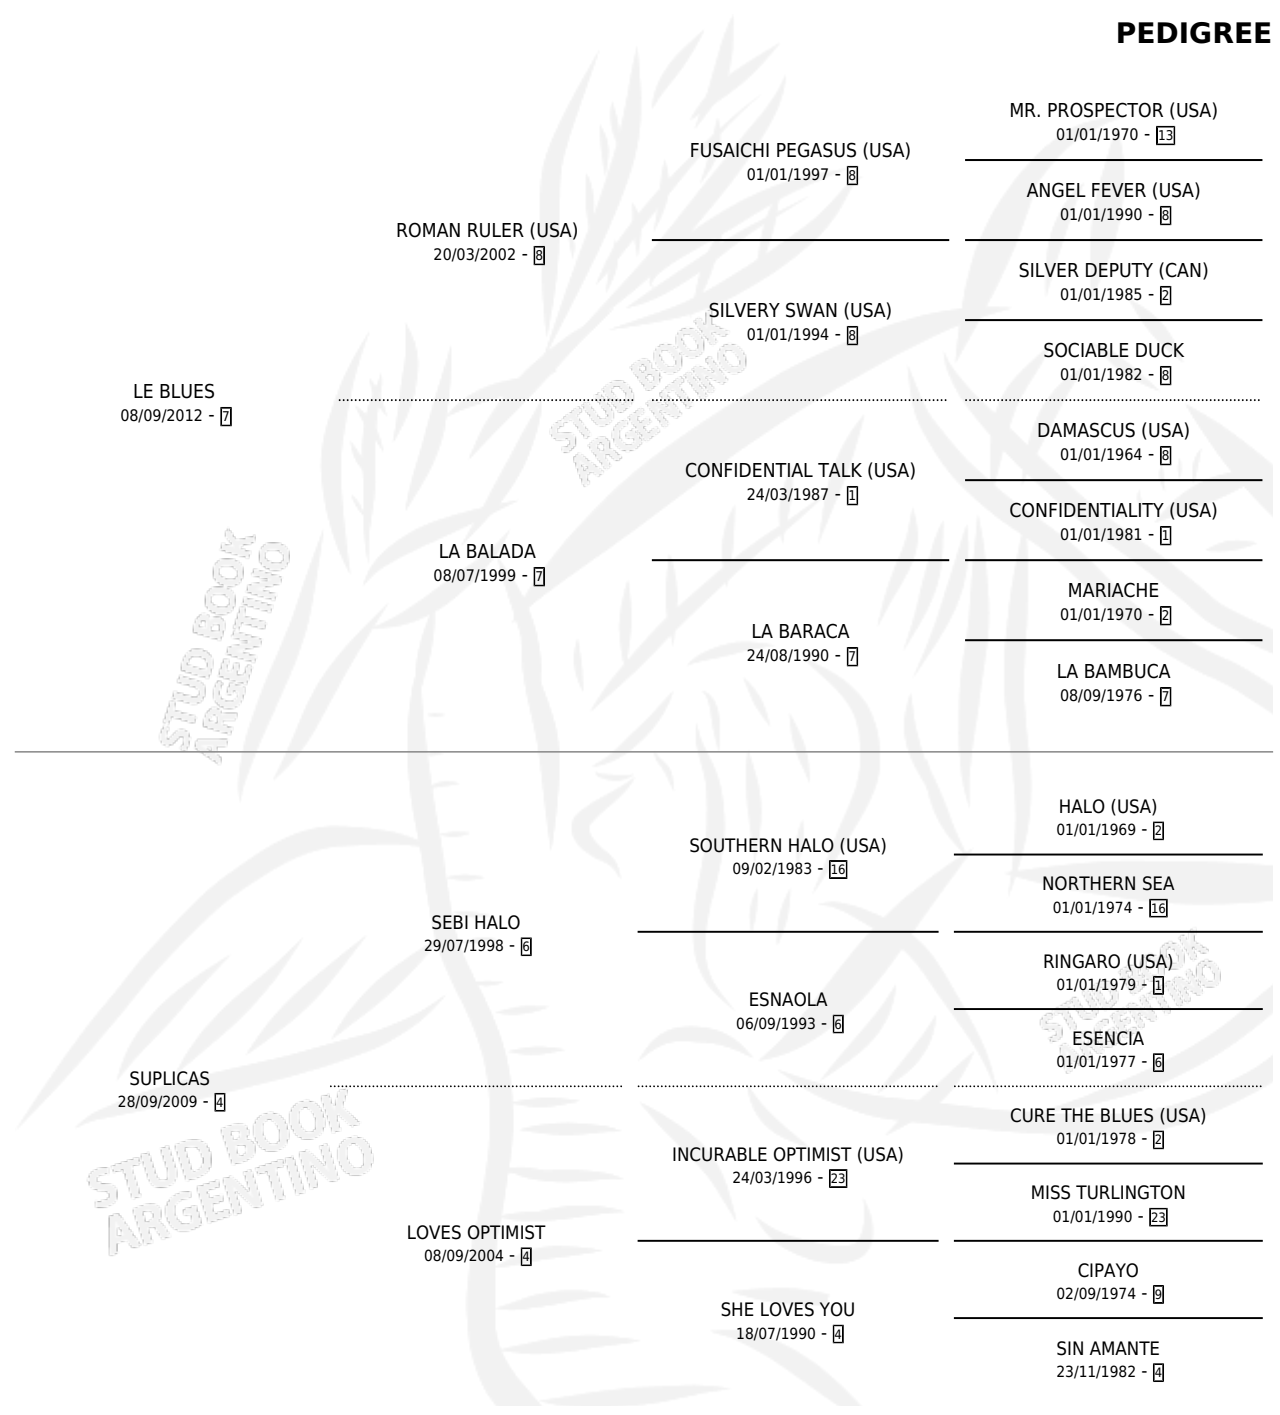 PEDIGREE
MR. PROSPECTOR (USA)
01/01/1970 - 13
FUSAICHI PEGASUS (USA)
01/01/1997 - 8
ANGEL FEVER (USA)
01/01/1990 - 8
ROMAN RULER (USA)
20/03/2002 - 8
SILVER DEPUTY (CAN)
01/01/1985 - 2
SILVERY SWAN (USA)
01/01/1994 - 8
SOCIABLE DUCK
01/01/1982 - 8
LE BLUES
08/09/2012 - 7
STUD BOOK
ARGENTINO
DAMASCUS (USA)
01/01/1964 - 8
CONFIDENTIAL TALK (USA)
24/03/1987 - 1
CONFIDENTIALITY (USA)
01/01/1981 - 1
LA BALADA
08/07/1999 - 7
MARIACHE
01/01/1970 - 2
LA BARACA
24/08/1990 - 7
LA BAMBUCA
08/09/1976 - 7
STUD BOOK
ARGENTINO
HALO (USA)
01/01/1969 - 2
SOUTHERN HALO (USA)
09/02/1983 - 16
NORTHERN SEA
01/01/1974 - 16
SEBI HALO
29/07/1998 - 6
RINGARO (USA)
01/01/1979 - 1
ESNAOLA
06/09/1993 - 6
STUD BOOK
ARGENTINO
ESENCIA
01/01/1977 - 6
SUPLICAS
28/09/2009 - 4
CURE THE BLUES (USA)
01/01/1978 - 2
STUD BOOK
ARGENTINO
INCURABLE OPTIMIST (USA)
24/03/1996 - 23
MISS TURLINGTON
01/01/1990 - 23
LOVES OPTIMIST
08/09/2004 - 4
CIPAYO
02/09/1974 - 9
SHE LOVES YOU
18/07/1990 - 4
SIN AMANTE
23/11/1982 - 4